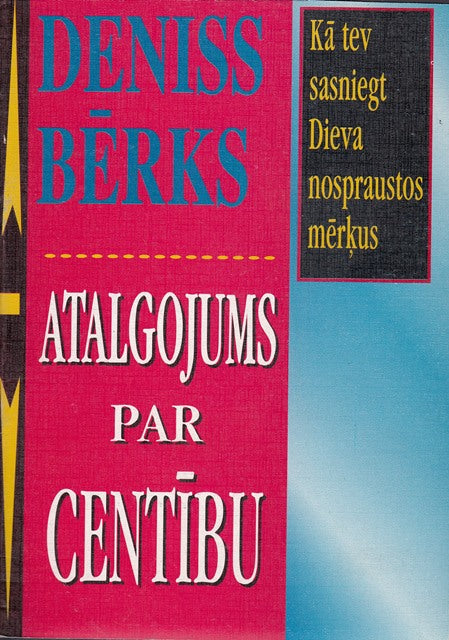 DENISS
BĒRKS
ATALGOJUMS
PAR
CENTĪBU
Kā tev
sasniegt
Dieva
nospraustos
mērķus